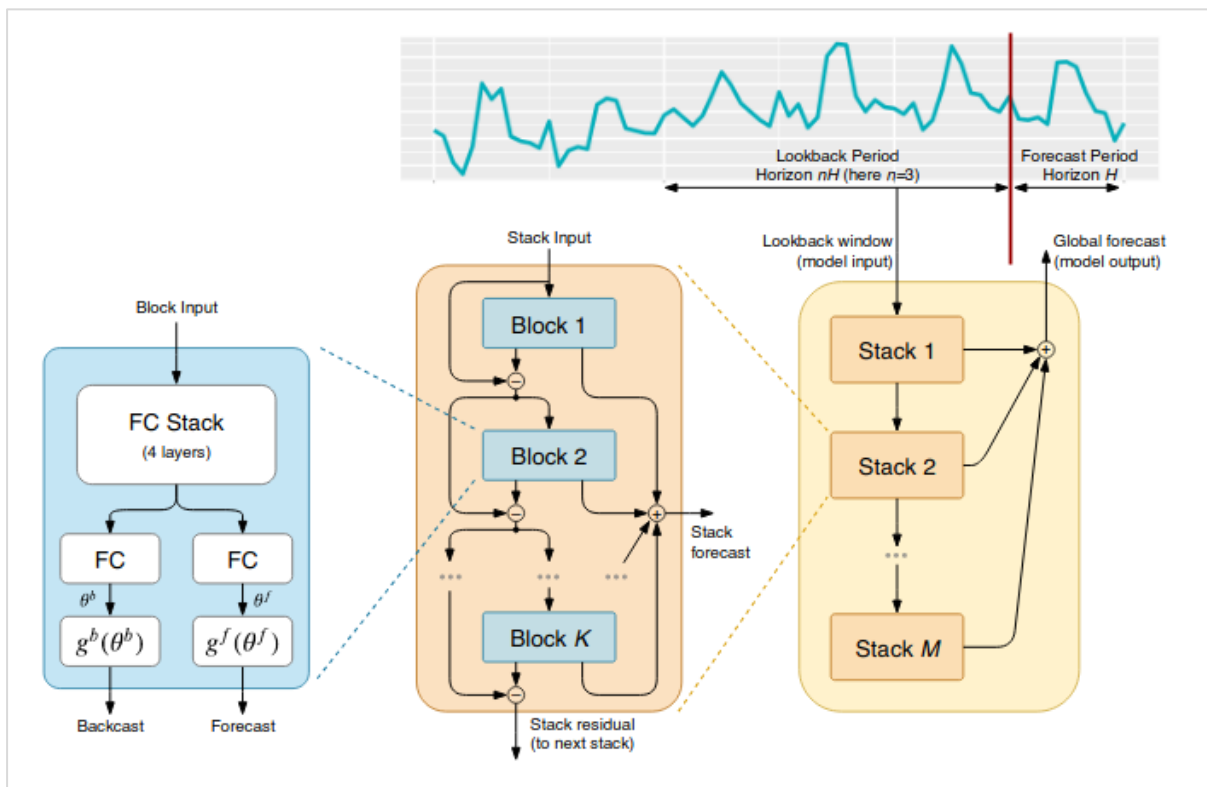 Lookback Period
Horizon nH (here n=3)
Forecast Period
Horizon H
Lookback window
(model input)
Global forecast
(model output)
Stack Input
Block Input
FC Stack
(4 layers)
FC
FC
θᵇ
θᶠ
gᵇ(θᵇ)
gᶠ(θᶠ)
Backcast
Forecast
Block 1
−
Block 2
−
+
Stack
forecast
...
...
...
Block K
−
Stack residual
(to next stack)
Stack 1
+
Stack 2
...
Stack M